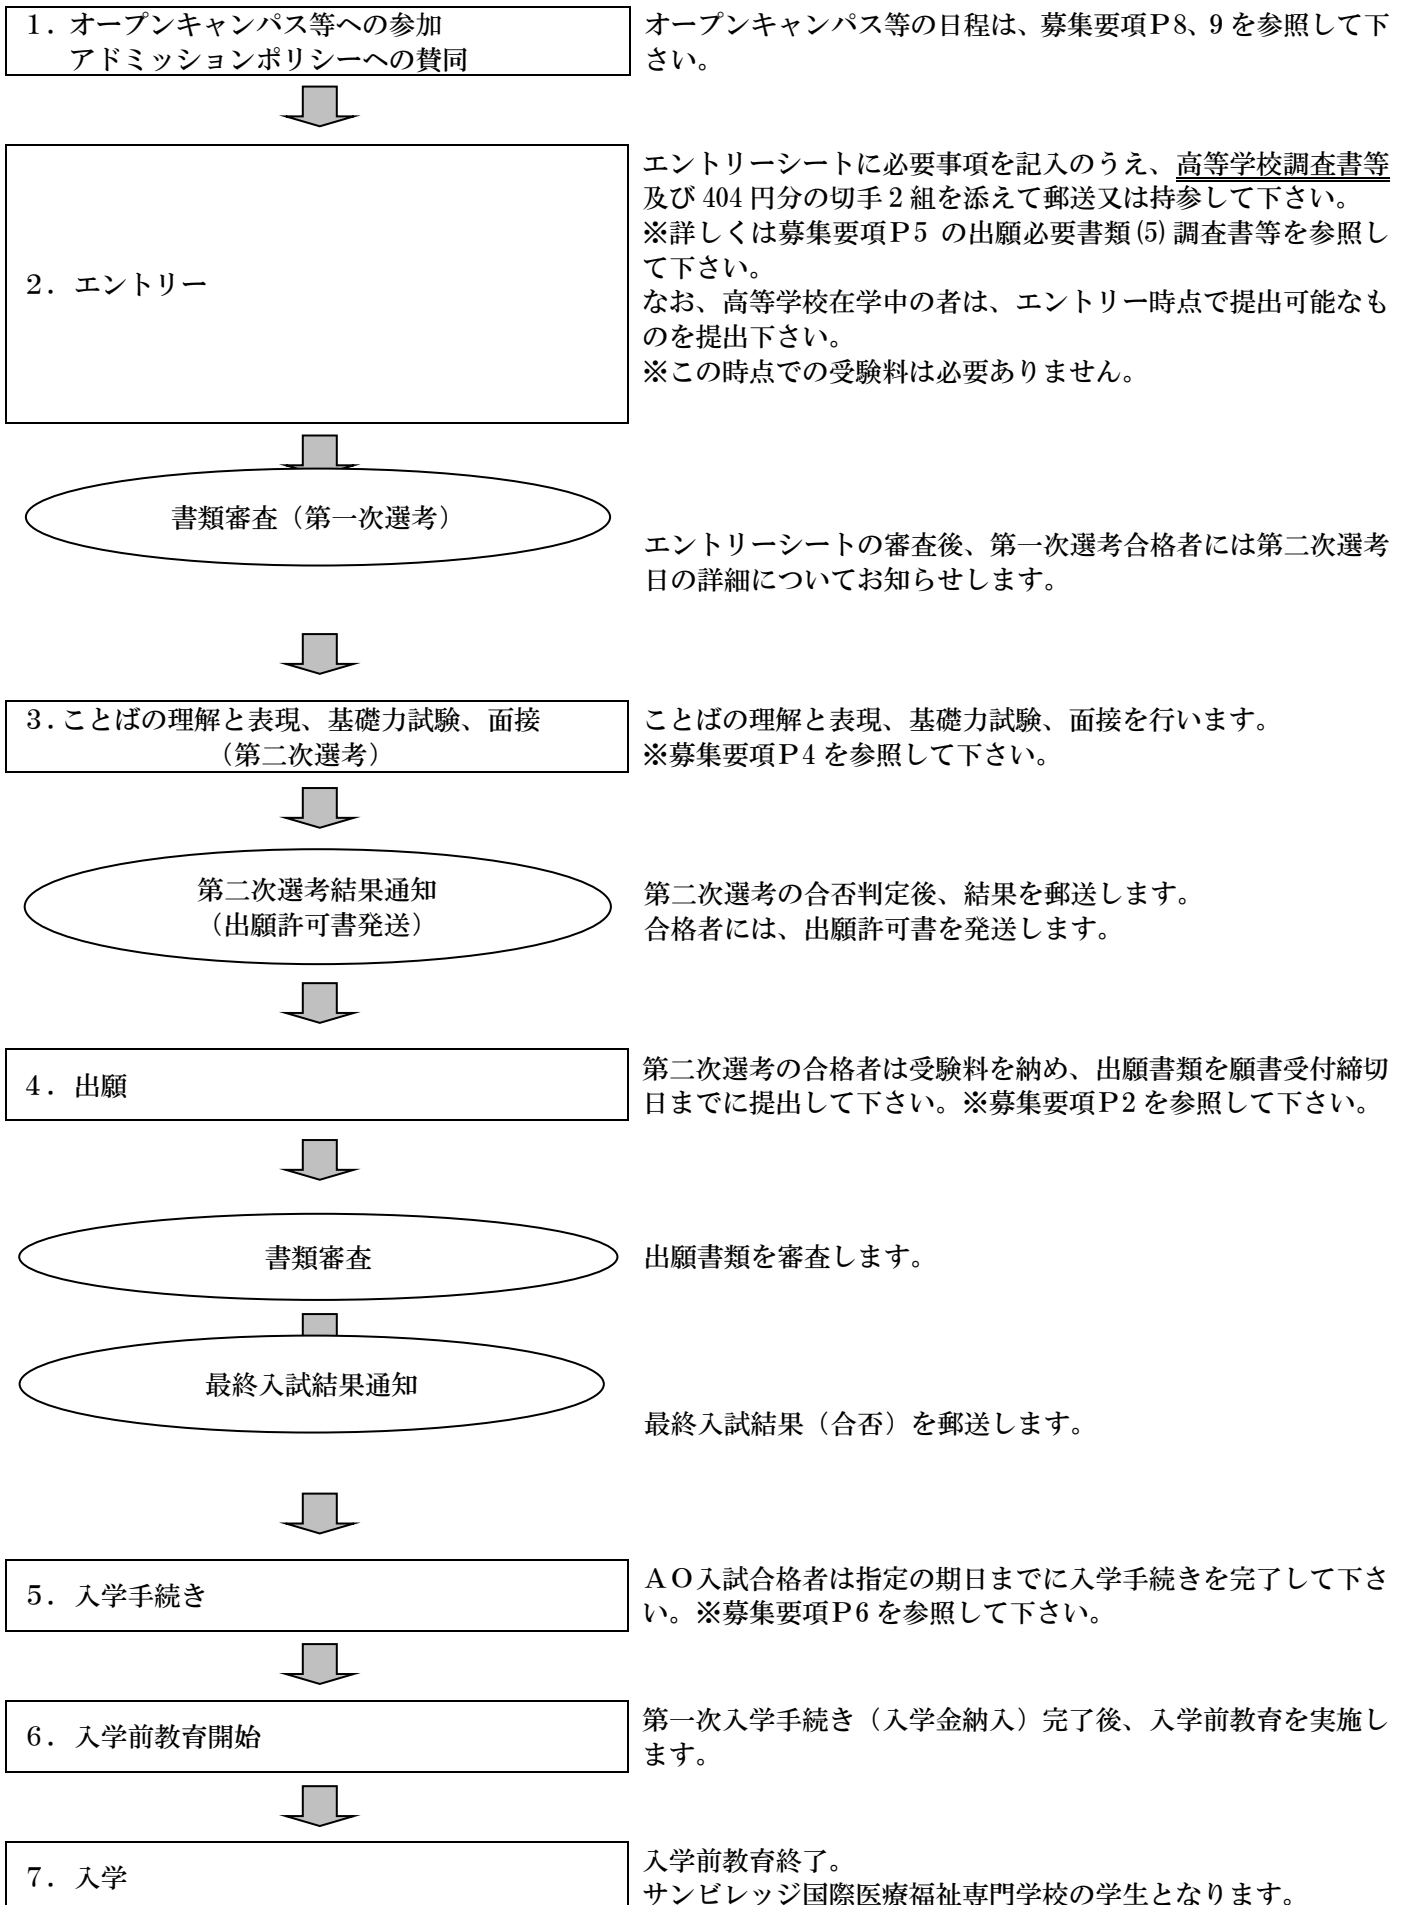 １．オープンキャンパス等への参加
アドミッションポリシーへの賛同
オープンキャンパス等の日程は、募集要項Ｐ8、9 を参照して下
さい。
２．エントリー
エントリーシートに必要事項を記入のうえ、高等学校調査書等
及び 404 円分の切手２組を添えて郵送又は持参して下さい。
※詳しくは募集要項Ｐ5 の出願必要書類(5)調査書等を参照し
て下さい。
なお、高等学校在学中の者は、エントリー時点で提出可能なも
のを提出下さい。
※この時点での受験料は必要ありません。
書類審査（第一次選考）
エントリーシートの審査後、第一次選考合格者には第二次選考
日の詳細についてお知らせします。
３．ことばの理解と表現、基礎力試験、面接
（第二次選考）
ことばの理解と表現、基礎力試験、面接を行います。
※募集要項Ｐ4 を参照して下さい。
第二次選考結果通知
（出願許可書発送）
第二次選考の合否判定後、結果を郵送します。
合格者には、出願許可書を発送します。
４．出願
第二次選考の合格者は受験料を納め、出願書類を願書受付締切
日までに提出して下さい。※募集要項Ｐ2 を参照して下さい。
書類審査
出願書類を審査します。
最終入試結果通知
最終入試結果（合否）を郵送します。
５．入学手続き
ＡＯ入試合格者は指定の期日までに入学手続きを完了して下さ
い。※募集要項Ｐ6 を参照して下さい。
６．入学前教育開始
第一次入学手続き（入学金納入）完了後、入学前教育を実施し
ます。
７．入学
入学前教育終了。
サンビレッジ国際医療福祉専門学校の学生となります。